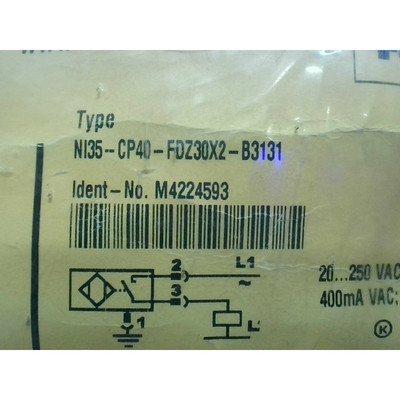 Type
NI35-CP40-FDZ30X2-B3131
Ident-No. M4224593
2 L1
~
20...250 VAC
3
400mA VAC;
1
L
K